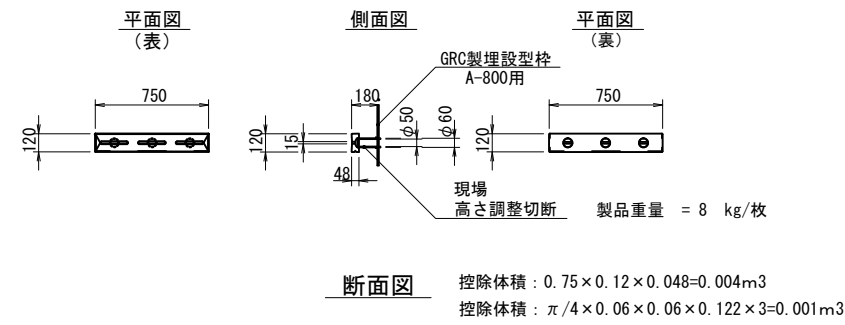 平面図
(表)
側面図
平面図
(裏)
GRC製埋設型枠
A-800用
750
180
750
120
120
15
φ50
φ60
120
48
現場
高さ調整切断
製品重量 = 8 kg/枚
断面図
控除体積：0.75×0.12×0.048=0.004m3
控除体積：π/4×0.06×0.06×0.122×3=0.001m3